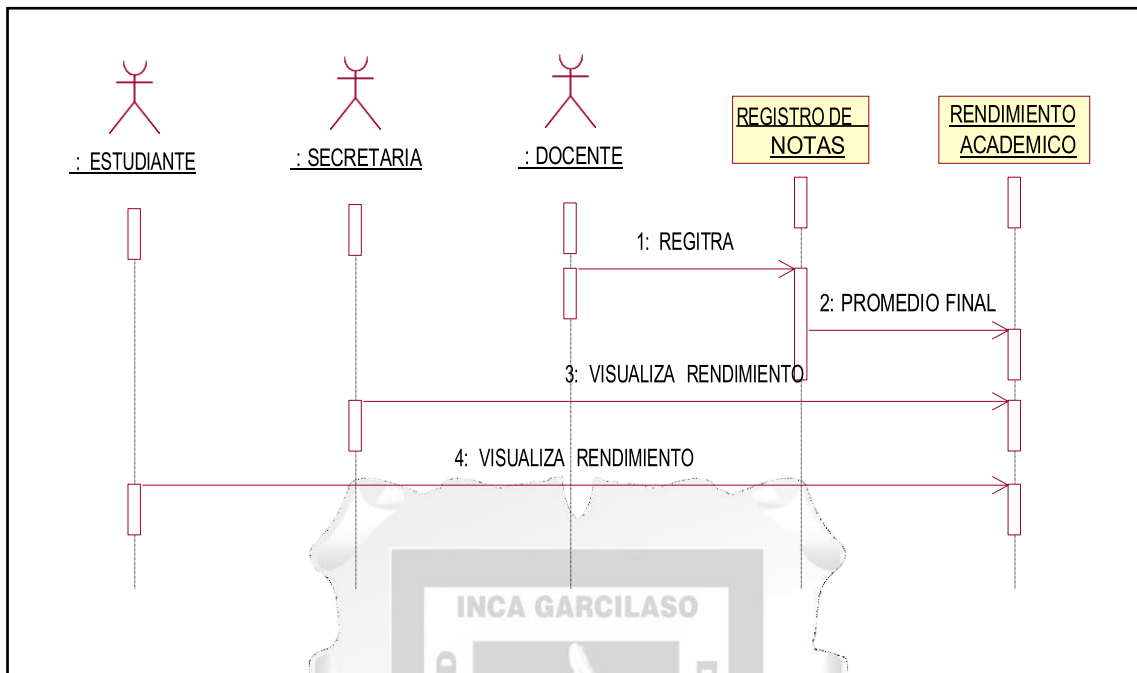 : ESTUDIANTE
: SECRETARIA
: DOCENTE
REGISTRO DE
NOTAS
RENDIMIENTO
ACADEMICO
1: REGITRA
2: PROMEDIO FINAL
3: VISUALIZA RENDIMIENTO
4: VISUALIZA RENDIMIENTO
INCA GARCILASO